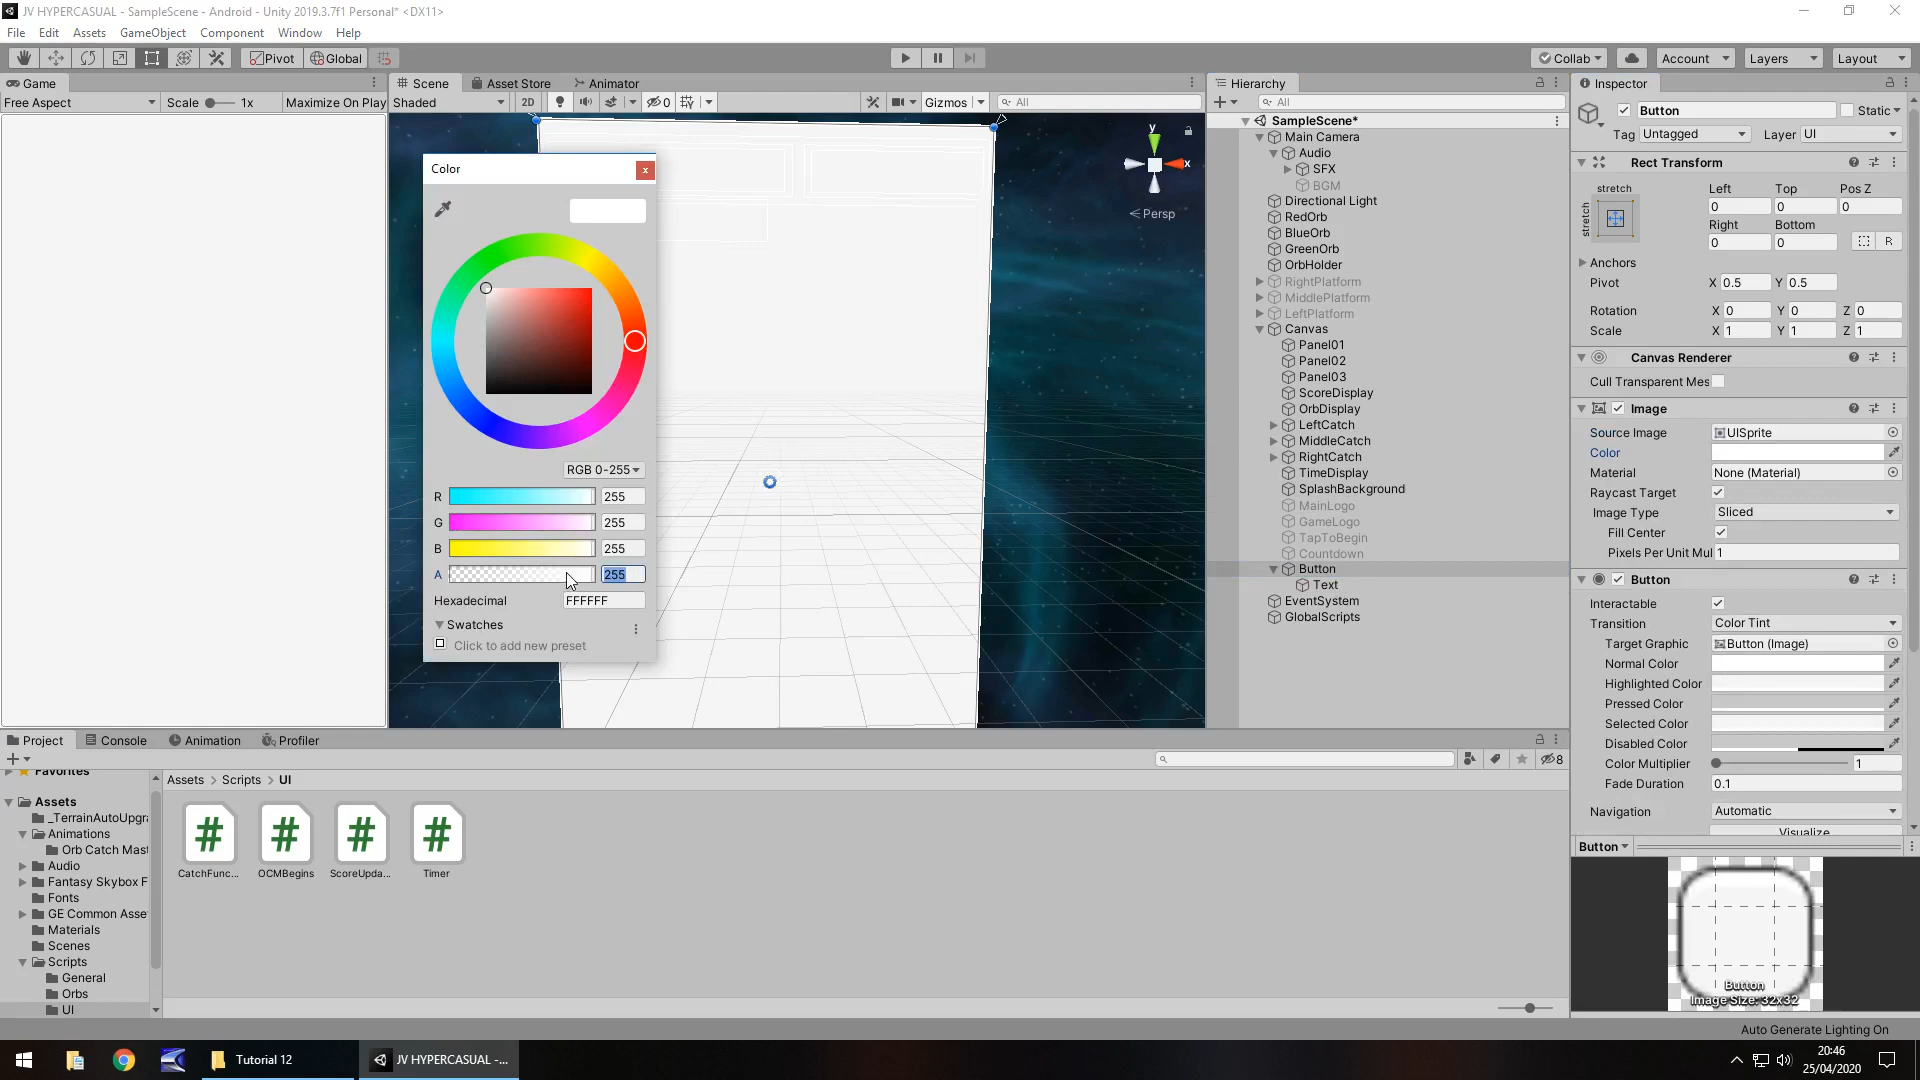 JV HYPERCASUAL - SampleScene - Android - Unity 2019.3.7f1 Personal* <DX11>
File Edit Assets GameObject Component Window Help
Pivot Global Collab Account Layers Layout
Game Scene Asset Store Animator Hierarchy Inspector
Free Aspect Scale 1x Maximize On Play Shaded 2D 0 Gizmos All All
Color
y
x
Persp
RGB 0-255
R 255
G 255
B 255
A 255
Hexadecimal FFFFFF
Swatches
Click to add new preset
SampleScene*
Main Camera
Audio
SFX
BGM
Directional Light
RedOrb
BlueOrb
GreenOrb
OrbHolder
RightPlatform
MiddlePlatform
LeftPlatform
Canvas
Panel01
Panel02
Panel03
ScoreDisplay
OrbDisplay
LeftCatch
MiddleCatch
RightCatch
TimeDisplay
SplashBackground
MainLogo
GameLogo
TapToBegin
Countdown
Button
Text
EventSystem
GlobalScripts
Button Static
Tag Untagged Layer UI
Rect Transform
stretch Left Top Pos Z
stretch 0 0 0
Right Bottom
0 0 R
Anchors
Pivot X 0.5 Y 0.5
Rotation X 0 Y 0 Z 0
Scale X 1 Y 1 Z 1
Canvas Renderer
Cull Transparent Mes
Image
Source Image UISprite
Color
Material None (Material)
Raycast Target
Image Type Sliced
Fill Center
Pixels Per Unit Mul 1
Button
Interactable
Transition Color Tint
Target Graphic Button (Image)
Normal Color
Highlighted Color
Pressed Color
Selected Color
Disabled Color
Color Multiplier 1
Fade Duration 0.1
Navigation Automatic
Visualize
Button
Button
Image Size: 32x32
Project Console Animation Profiler
8
Favorites
Assets
_TerrainAutoUpgra
Animations
Orb Catch Mast
Audio
Fantasy Skybox F
Fonts
GE Common Asse
Materials
Scenes
Scripts
General
Orbs
UI
Assets > Scripts > UI
CatchFunc... OCMBegins ScoreUpda... Timer
Auto Generate Lighting On
Tutorial 12 JV HYPERCASUAL -...
20:46
25/04/2020